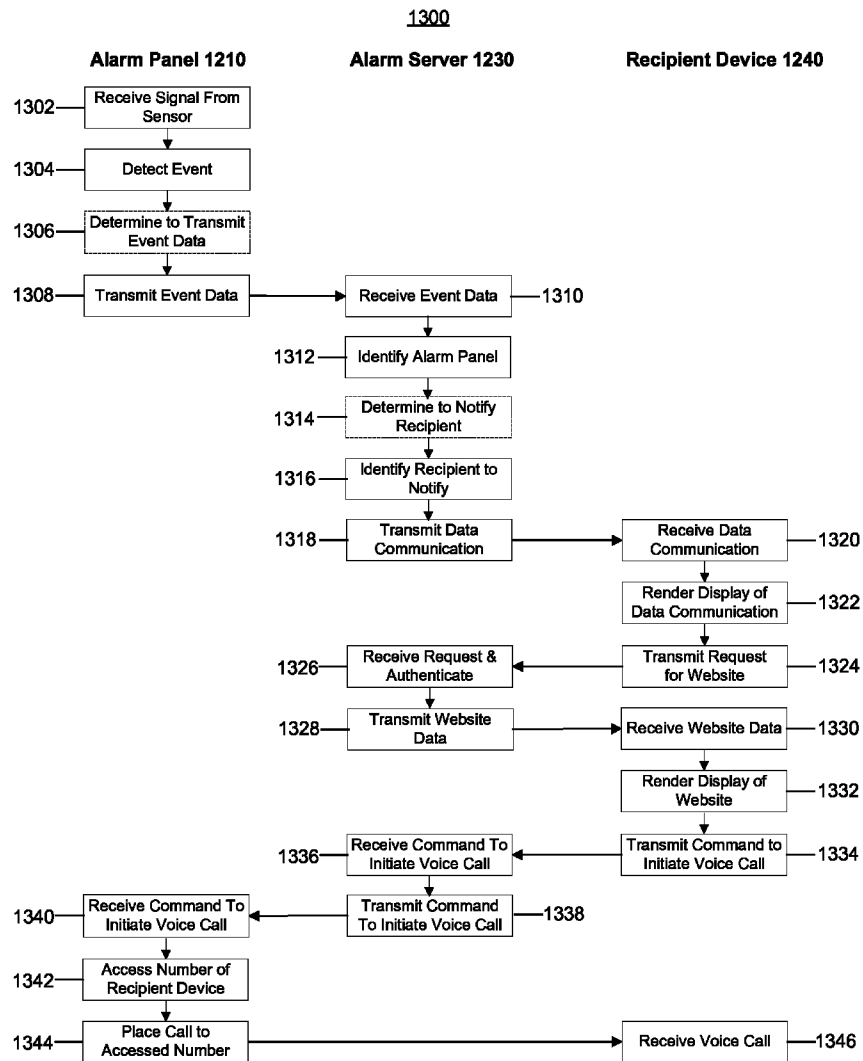 1300
Alarm Panel 1210
Alarm Server 1230
Recipient Device 1240
1302
Receive Signal From
Sensor
1304
Detect Event
1306
Determine to Transmit
Event Data
1308
Transmit Event Data
Receive Event Data
1310
1312
Identify Alarm Panel
1314
Determine to Notify
Recipient
1316
Identify Recipient to
Notify
1318
Transmit Data
Communication
Receive Data
Communication
1320
Render Display of
Data Communication
1322
1326
Receive Request &
Authenticate
Transmit Request
for Website
1324
1328
Transmit Website
Data
Receive Website Data
1330
Render Display of
Website
1332
1336
Receive Command To
Initiate Voice Call
Transmit Command to
Initiate Voice Call
1334
1340
Receive Command To
Initiate Voice Call
Transmit Command
To Initiate Voice Call
1338
1342
Access Number of
Recipient Device
1344
Place Call to
Accessed Number
Receive Voice Call
1346